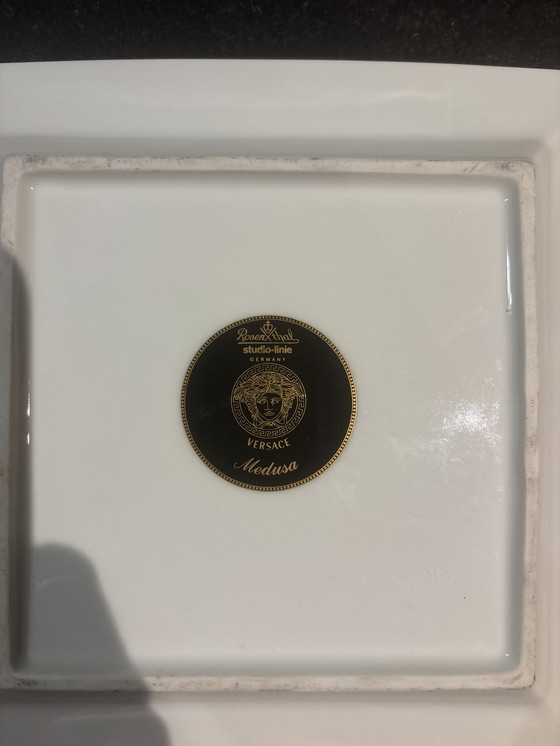 Rosenthal
studio-linie
GERMANY
VERSACE
Medusa